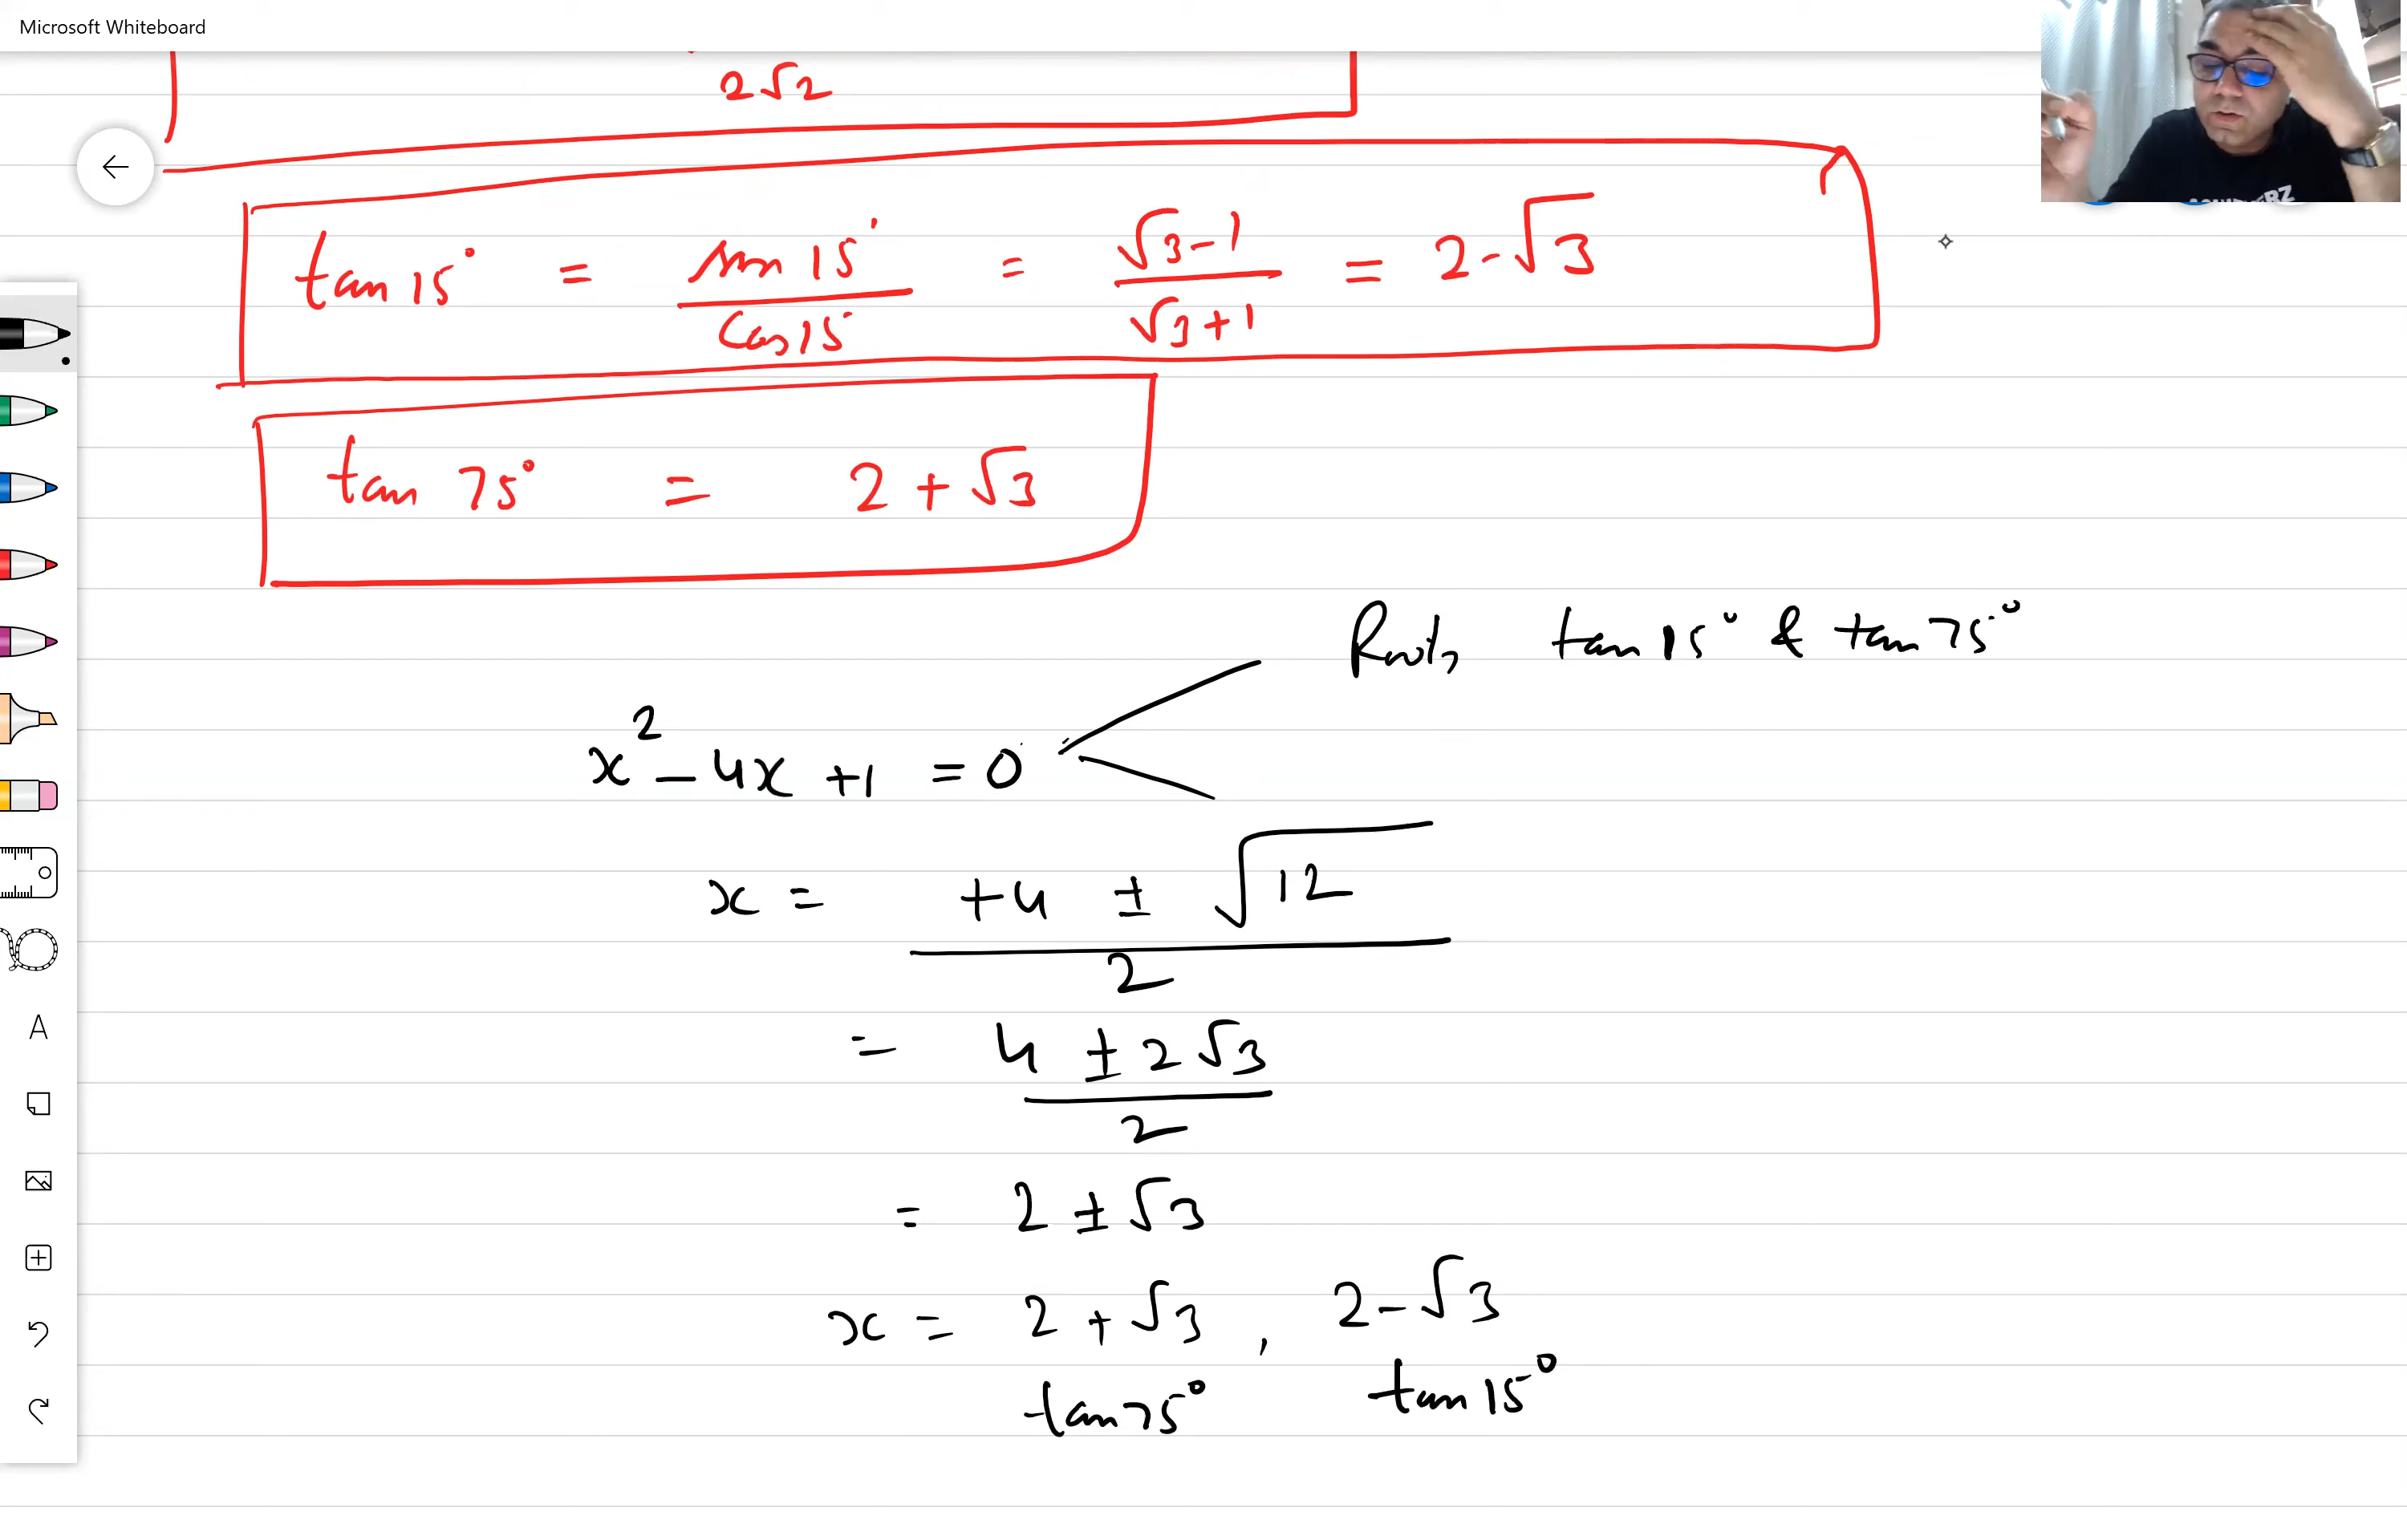 Microsoft Whiteboard
2√2
tan 15° = sin 15° / cos 15 = √3-1 / √3+1 = 2-√3
tan 75° = 2+√3
Roots tan 15° & tan 75°
x² - 4x + 1 = 0
x = +4 ± √12 / 2
= 4 ± 2√3 / 2
= 2 ± √3
x = 2 + √3 , 2-√3
tan 75° tan 15°
A